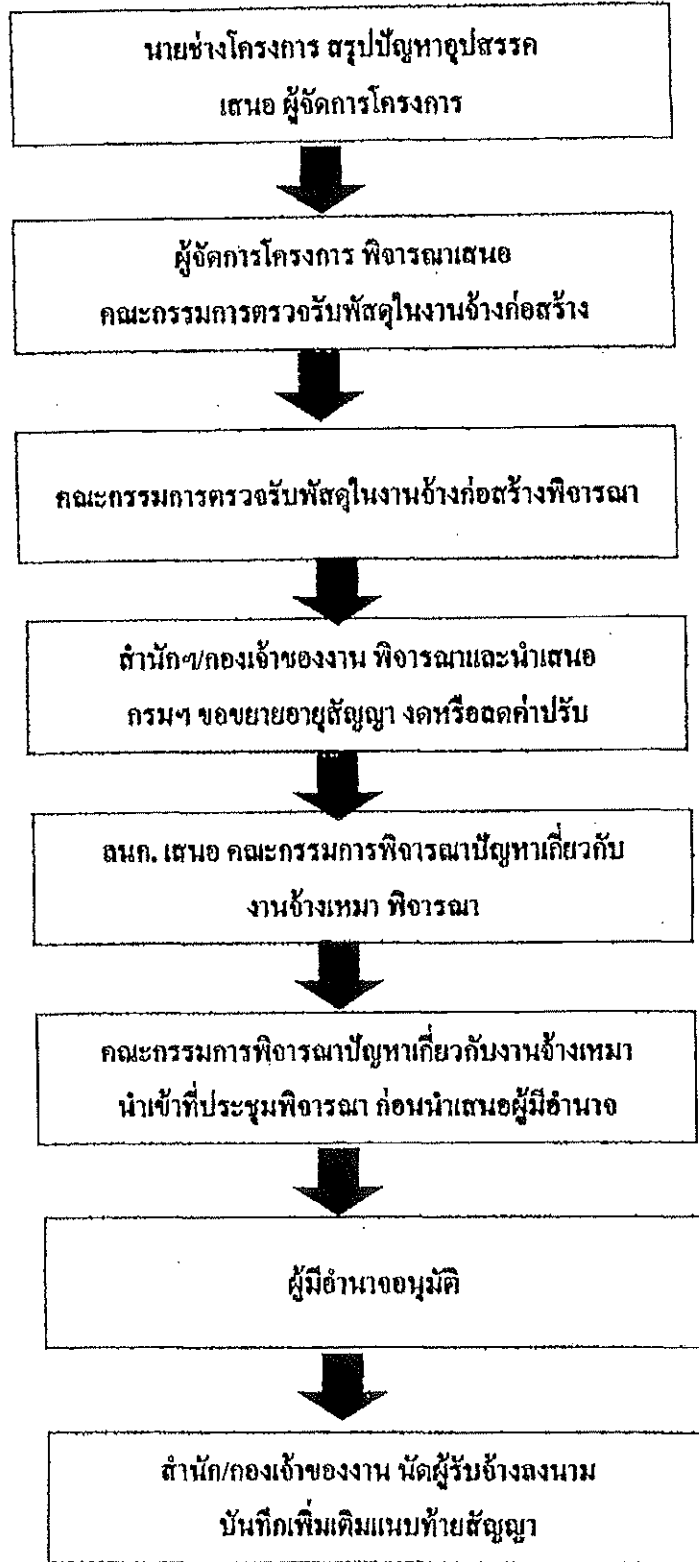 นายช่างโครงการ สรุปปัญหาอุปสรรค
เสนอ ผู้จัดการโครงการ
ผู้จัดการโครงการ พิจารณาเสนอ
คณะกรรมการตรวจรับพัสดุในงานจ้างก่อสร้าง
คณะกรรมการตรวจรับพัสดุในงานจ้างก่อสร้างพิจารณา
สำนักฯ/กองเจ้าของงาน พิจารณาและนำเสนอ
กรมฯ ขอขยายอายุสัญญา งดหรือลดค่าปรับ
ลนก. เสนอ คณะกรรมการพิจารณาปัญหาเกี่ยวกับ
งานจ้างเหมา พิจารณา
คณะกรรมการพิจารณาปัญหาเกี่ยวกับงานจ้างเหมา
นำเข้าที่ประชุมพิจารณา ก่อนนำเสนอผู้มีอำนาจ
ผู้มีอำนาจอนุมัติ
สำนัก/กองเจ้าของงาน นัดผู้รับจ้างลงนาม
บันทึกเพิ่มเติมแนบท้ายสัญญา